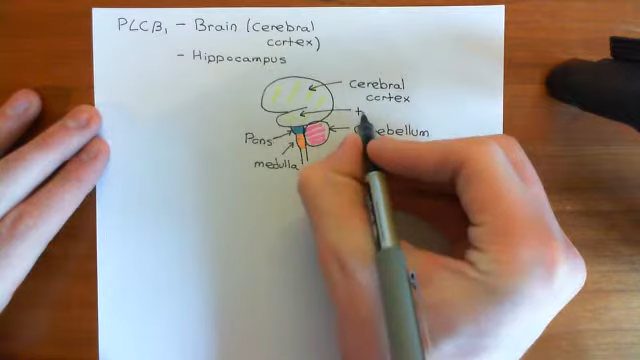 PLCβ₁ - Brain (cerebral
cortex)
- Hippocampus
cerebral
cortex
Pons
medulla